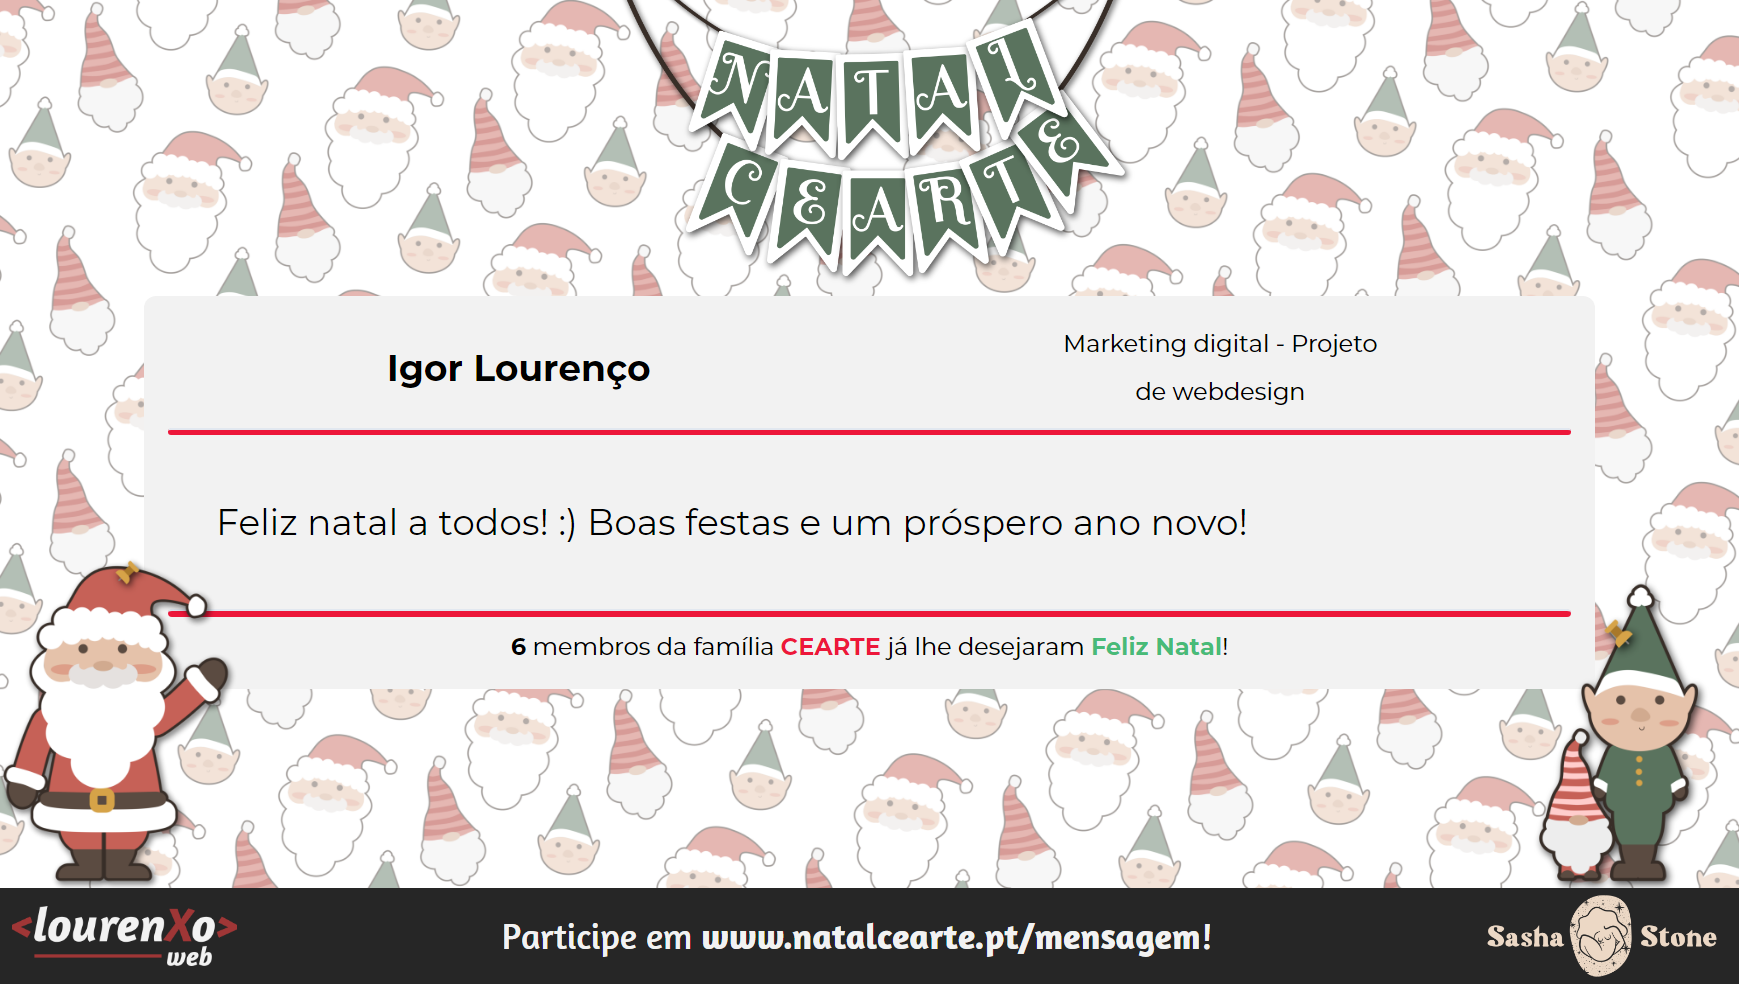 NATAL
CEARTE
Igor Lourenço
Marketing digital - Projeto
de webdesign
Feliz natal a todos! :) Boas festas e um próspero ano novo!
6 membros da família CEARTE já lhe desejaram Feliz Natal!
<lourenXo>
web
Participe em www.natalcearte.pt/mensagem!
Sasha Stone